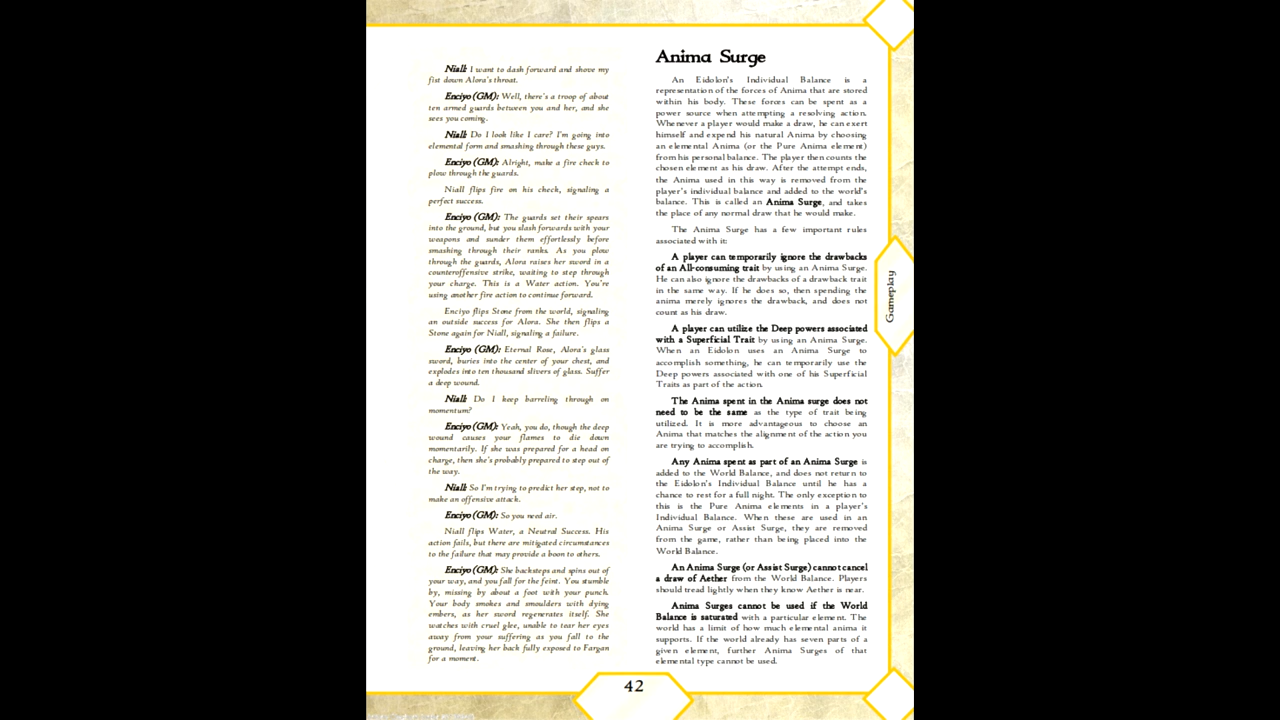 Niall: I want to dash forward and shove my
fist down Alora's throat.
Enciyo (GM): Well, there's a troop of about
ten armed guards between you and her, and she
sees you coming.
Niall: Do I look like I care? I'm going into
elemental form and smashing through these guys.
Enciyo (GM): Alright, make a fire check to
plow through the guards.
Niall flips fire on his check, signaling a
perfect success.
Enciyo (GM): The guards set their spears
into the ground, but you slash forwards with your
weapons and sunder them effortlessly before
smashing through their ranks. As you plow
through the guards, Alora raises her sword in a
counteroffensive strike, waiting to step through
your charge. This is a Water action. You're
using another fire action to continue forward.
Enciyo flips Stone from the world, signaling
an outside success for Alora. She then flips a
Stone again for Niall, signaling a failure.
Enciyo (GM): Eternal Rose, Alora's glass
sword, buries into the center of your chest, and
explodes into ten thousand slivers of glass. Suffer
a deep wound.
Niall: Do I keep barreling through on
momentum?
Enciyo (GM): Yeah, you do, though the deep
wound causes your flames to die down
momentarily. If she was prepared for a head on
charge, then she's probably prepared to step out of
the way.
Niall: So I'm trying to predict her step, not to
make an offensive attack.
Enciyo (GM): So you need air.
Niall flips Water, a Neutral Success. His
action fails, but there are mitigated circumstances
to the failure that may provide a boon to others.
Enciyo (GM): She backsteps and spins out of
your way, and you fall for the feint. You stumble
by, missing by about a foot with your punch.
Your body smokes and smoulders with dying
embers, as her sword regenerates itself. She
watches with cruel glee, unable to tear her eyes
away from your suffering as you fall to the
ground, leaving her back fully exposed to Fargan
for a moment.
Anima Surge
An Eidolon's Individual Balance is a
representation of the forces of Anima that are stored
within his body. These forces can be spent as a
power source when attempting a resolving action.
Whenever a player would make a draw, he can exert
himself and expend his natural Anima by choosing
an elemental Anima (or the Pure Anima element)
from his personal balance. The player then counts the
chosen element as his draw. After the attempt ends,
the Anima used in this way is removed from the
player's individual balance and added to the world's
balance. This is called an Anima Surge, and takes
the place of any normal draw that he would make.
The Anima Surge has a few important rules
associated with it:
A player can temporarily ignore the drawbacks
of an All-consuming trait by using an Anima Surge.
He can also ignore the drawbacks of a drawback trait
in the same way. If he does so, then spending the
anima merely ignores the drawback, and does not
count as his draw.
A player can utilize the Deep powers associated
with a Superficial Trait by using an Anima Surge.
When an Eidolon uses an Anima Surge to
accomplish something, he can temporarily use the
Deep powers associated with one of his Superficial
Traits as part of the action.
The Anima spent in the Anima surge does not
need to be the same as the type of trait being
utilized. It is more advantageous to choose an
Anima that matches the alignment of the action you
are trying to accomplish.
Any Anima spent as part of an Anima Surge is
added to the World Balance, and does not return to
the Eidolon's Individual Balance until he has a
chance to rest for a full night. The only exception to
this is the Pure Anima elements in a player's
Individual Balance. When these are used in an
Anima Surge or Assist Surge, they are removed
from the game, rather than being placed into the
World Balance.
An Anima Surge (or Assist Surge) cannot cancel
a draw of Aether from the World Balance. Players
should tread lightly when they know Aether is near.
Anima Surges cannot be used if the World
Balance is saturated with a particular element. The
world has a limit of how much elemental anima it
supports. If the world already has seven parts of a
given element, further Anima Surges of that
elemental type cannot be used.
Gameplay
42